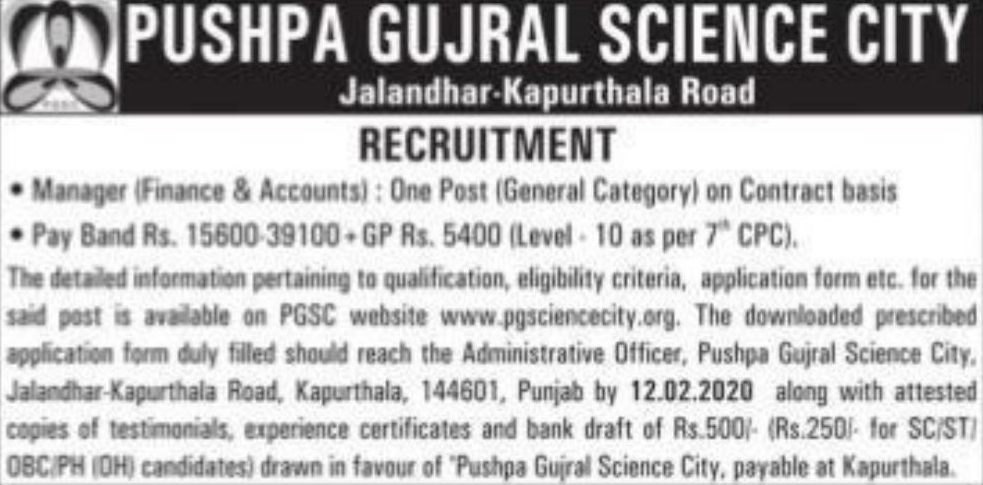 PGSC
PUSHPA GUJRAL SCIENCE CITY
Jalandhar-Kapurthala Road
RECRUITMENT
• Manager (Finance & Accounts) : One Post (General Category) on Contract basis
• Pay Band Rs. 15600-39100+GP Rs. 5400 (Level - 10 as per 7th CPC).
The detailed information pertaining to qualification, eligibility criteria, application form etc. for the
said post is available on PGSC website www.pgsciencecity.org. The downloaded prescribed
application form duly filled should reach the Administrative Officer, Pushpa Gujral Science City,
Jalandhar-Kapurthala Road, Kapurthala, 144601, Punjab by 12.02.2020 along with attested
copies of testimonials, experience certificates and bank draft of Rs.500/- (Rs.250/- for SC/ST/
OBC/PH (OH) candidates) drawn in favour of "Pushpa Gujral Science City, payable at Kapurthala.